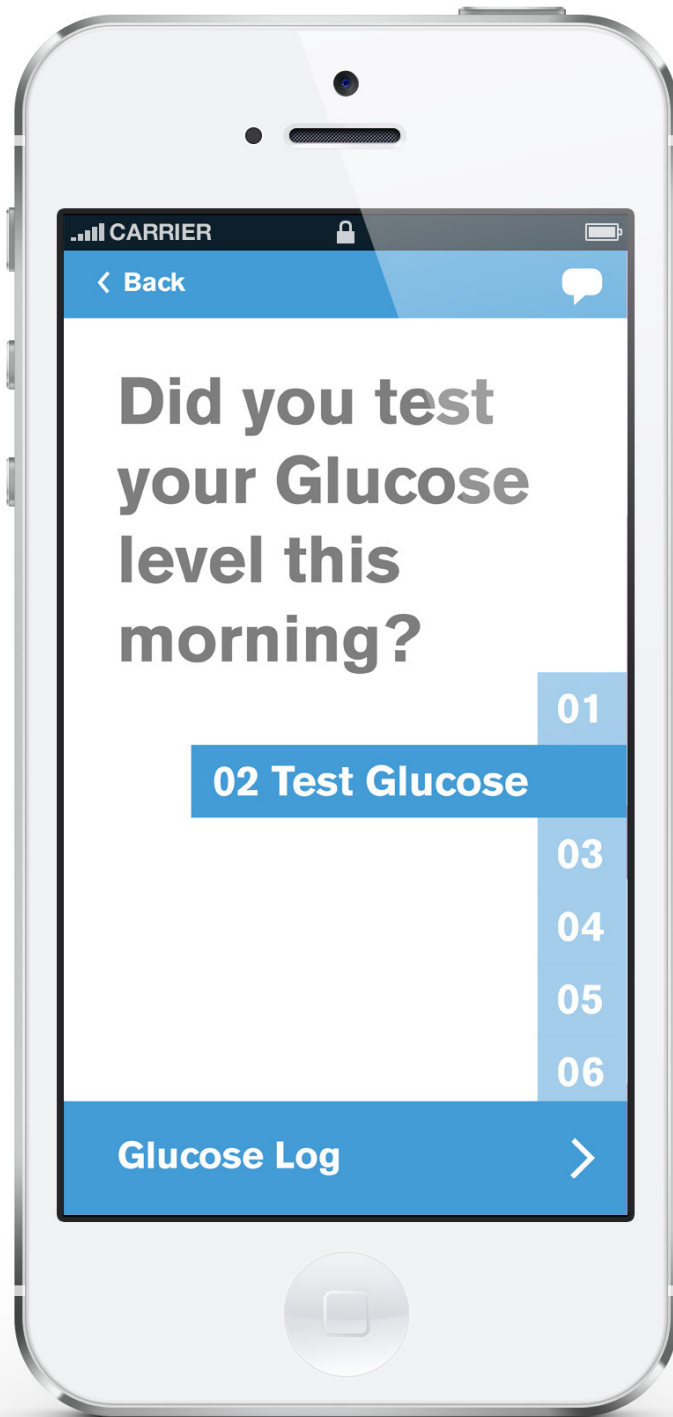 CARRIER
Back
Did you test
your Glucose
level this
morning?
01
02 Test Glucose
03
04
05
06
Glucose Log